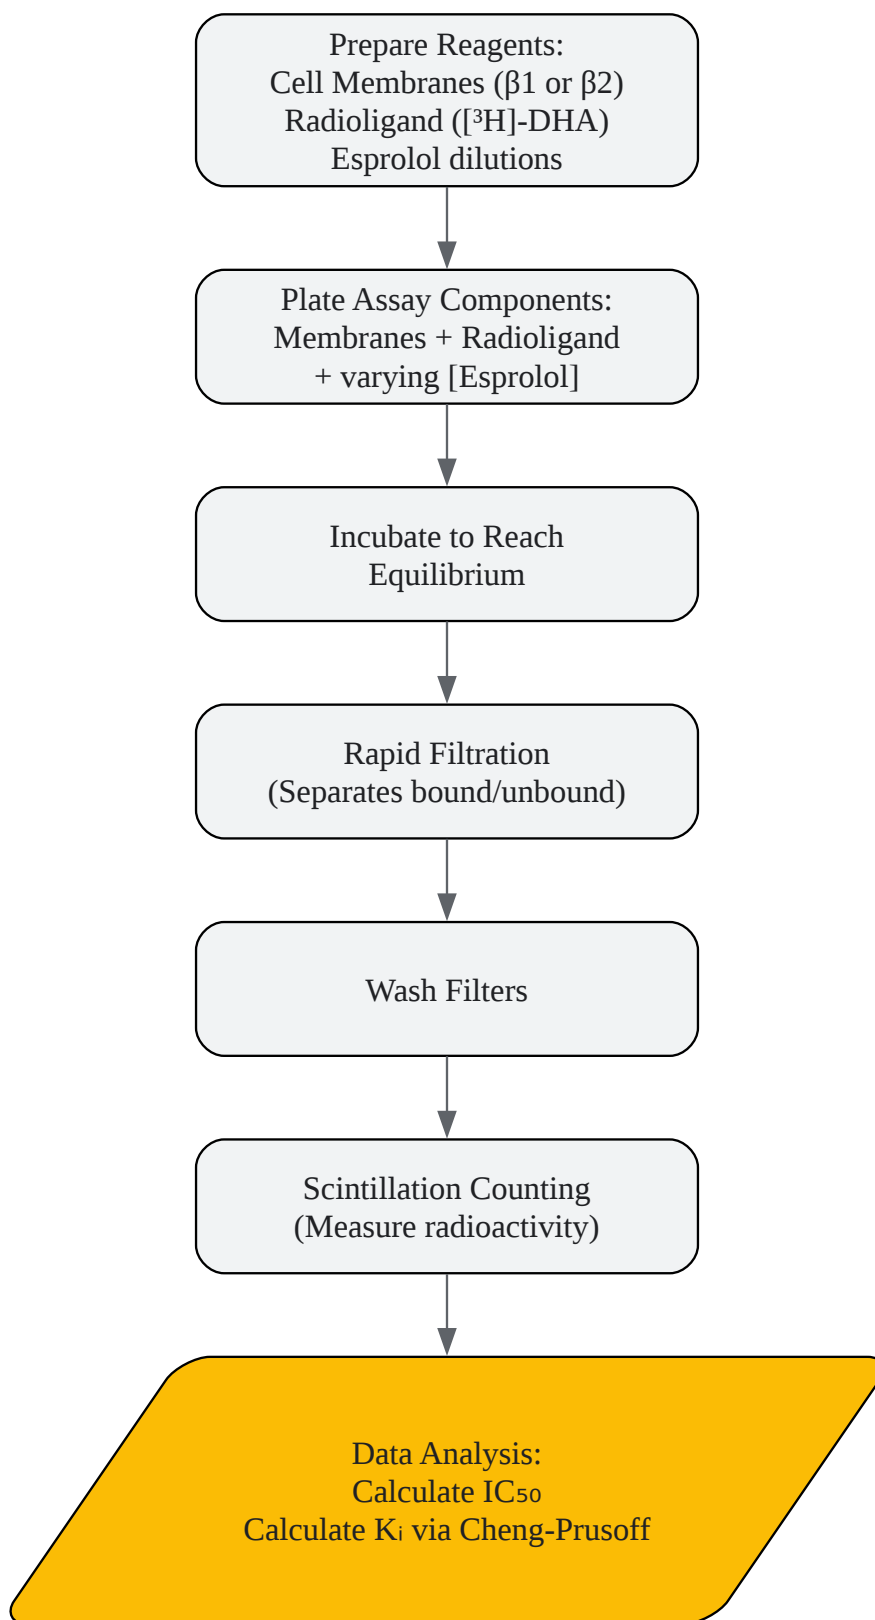 Prepare Reagents:
Cell Membranes (β1 or β2)
Radioligand ([³H]-DHA)
Esprolol dilutions
Plate Assay Components:
Membranes + Radioligand
+ varying [Esprolol]
Incubate to Reach
Equilibrium
Rapid Filtration
(Separates bound/unbound)
Wash Filters
Scintillation Counting
(Measure radioactivity)
Data Analysis:
Calculate IC₅₀
Calculate Kᵢ via Cheng-Prusoff